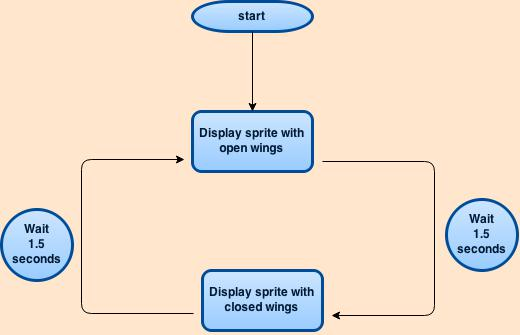 start
Display sprite with
open wings
Wait
1.5
seconds
Wait
1.5
seconds
Display sprite with
closed wings